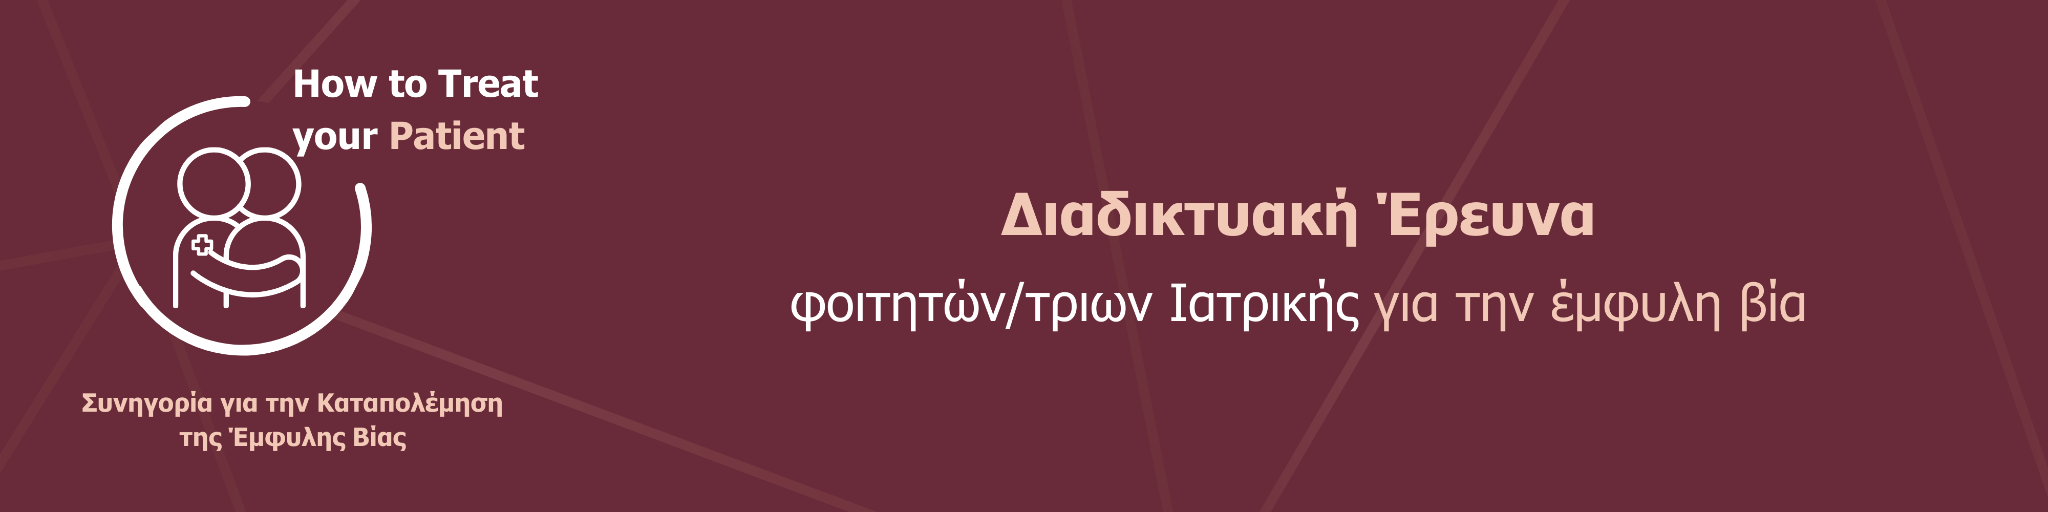 How to Treat
your Patient
Διαδικτυακή Έρευνα
φοιτητών/τριων Ιατρικής για την έμφυλη βία
Συνηγορία για την Καταπολέμηση
της Έμφυλης Βίας